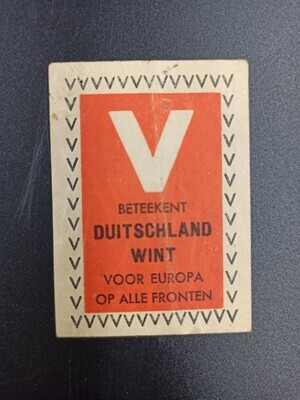 V
BETEEKENT
DUITSCHLAND
WINT
VOOR EUROPA
OP ALLE FRONTEN